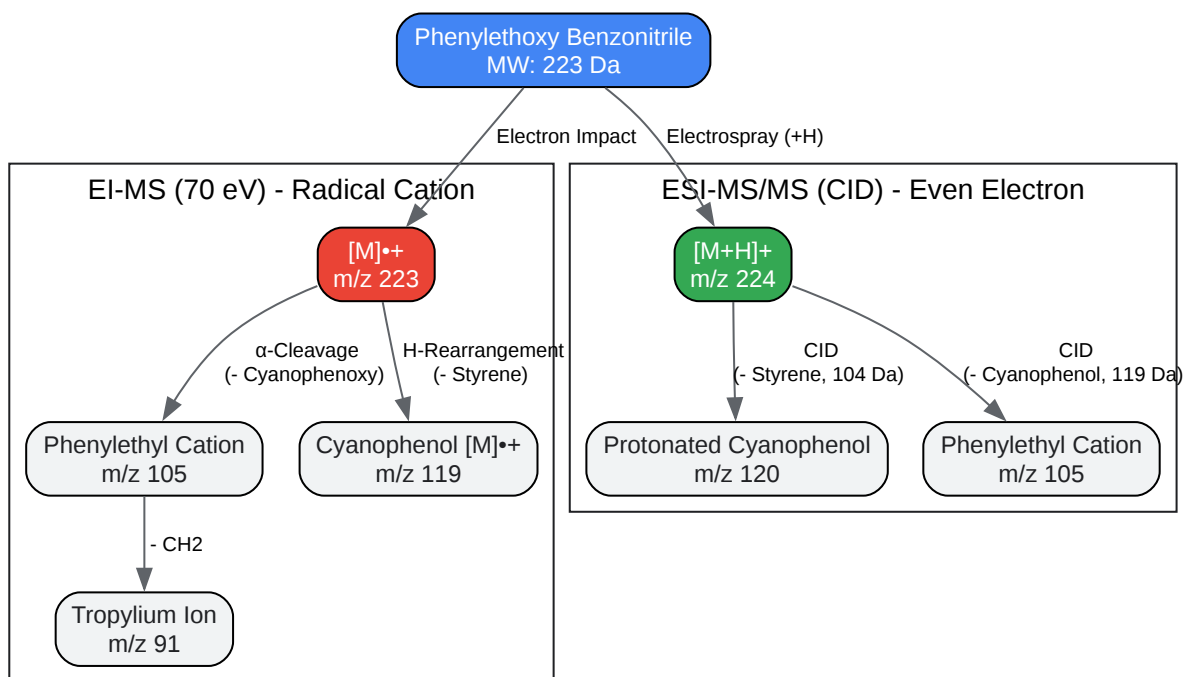 Phenylethoxy Benzonitrile
MW: 223 Da
Electron Impact
Electrospray (+H)
EI-MS (70 eV) - Radical Cation
[M]•+
m/z 223
α-Cleavage
(- Cyanophenoxy)
H-Rearrangement
(- Styrene)
Phenylethyl Cation
m/z 105
Cyanophenol [M]•+
m/z 119
- CH2
Tropylium Ion
m/z 91
ESI-MS/MS (CID) - Even Electron
[M+H]+
m/z 224
CID
(- Styrene, 104 Da)
CID
(- Cyanophenol, 119 Da)
Protonated Cyanophenol
m/z 120
Phenylethyl Cation
m/z 105